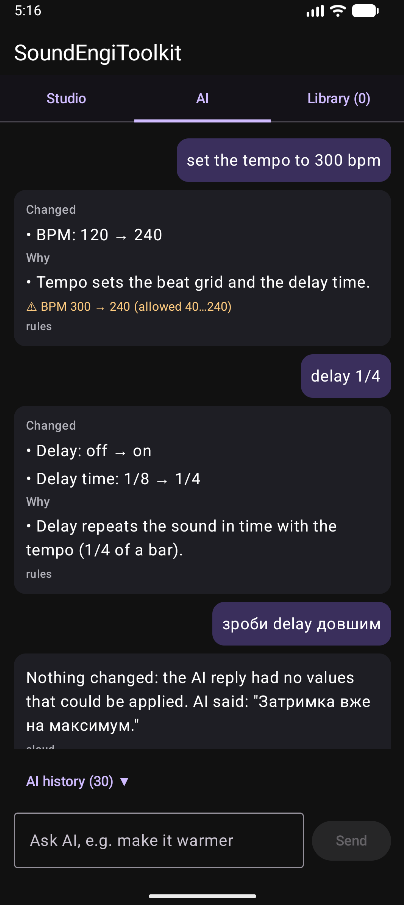 5:16
SoundEngiToolkit
Studio
AI
Library (0)
set the tempo to 300 bpm
Changed
• BPM: 120 → 240
Why
• Tempo sets the beat grid and the delay time.
⚠ BPM 300 → 240 (allowed 40…240)
rules
delay 1/4
Changed
• Delay: off → on
• Delay time: 1/8 → 1/4
Why
• Delay repeats the sound in time with the
tempo (1/4 of a bar).
rules
зроби delay довшим
Nothing changed: the AI reply had no values
that could be applied. AI said: "Затримка вже
на максимум."
cloud
AI history (30) ▼
Ask AI, e.g. make it warmer
Send